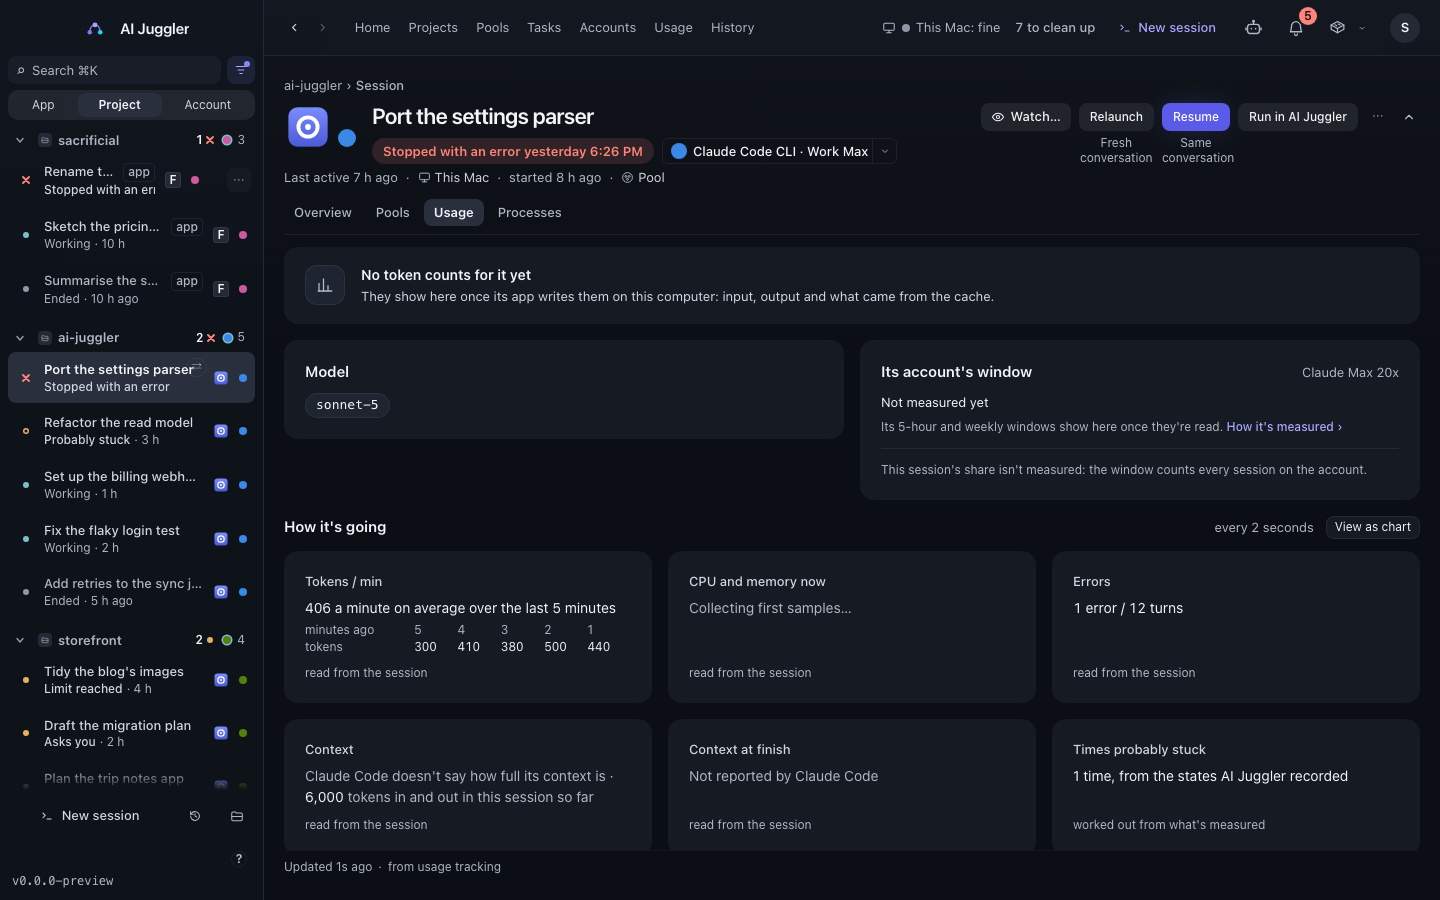 AI Juggler
Search ⌘K
App Project Account
sacrificial 1 3
Rename t... app F
Stopped with an err
Sketch the pricin... app F
Working · 10 h
Summarise the s... app F
Ended · 10 h ago
ai-juggler 2 5
Port the settings parser
Stopped with an error
Refactor the read model
Probably stuck · 3 h
Set up the billing webh...
Working · 1 h
Fix the flaky login test
Working · 2 h
Add retries to the sync j...
Ended · 5 h ago
storefront 2 4
Tidy the blog's images
Limit reached · 4 h
Draft the migration plan
Asks you · 2 h
Plan the trip notes app
New session
?
v0.0.0-preview
Home Projects Pools Tasks Accounts Usage History
This Mac: fine 7 to clean up New session 5 S
ai-juggler › Session
Port the settings parser
Watch... Relaunch Resume Run in AI Juggler
Fresh conversation
Same conversation
Stopped with an error yesterday 6:26 PM Claude Code CLI · Work Max
Last active 7 h ago · This Mac · started 8 h ago · Pool
Overview Pools Usage Processes
No token counts for it yet
They show here once its app writes them on this computer: input, output and what came from the cache.
Model
sonnet-5
Its account's window Claude Max 20x
Not measured yet
Its 5-hour and weekly windows show here once they're read. How it's measured ›
This session's share isn't measured: the window counts every session on the account.
How it's going every 2 seconds View as chart
Tokens / min
406 a minute on average over the last 5 minutes
minutes ago 5 4 3 2 1
tokens 300 410 380 500 440
read from the session
CPU and memory now
Collecting first samples...
read from the session
Errors
1 error / 12 turns
read from the session
Context
Claude Code doesn't say how full its context is ·
6,000 tokens in and out in this session so far
read from the session
Context at finish
Not reported by Claude Code
read from the session
Times probably stuck
1 time, from the states AI Juggler recorded
worked out from what's measured
Updated 1s ago · from usage tracking